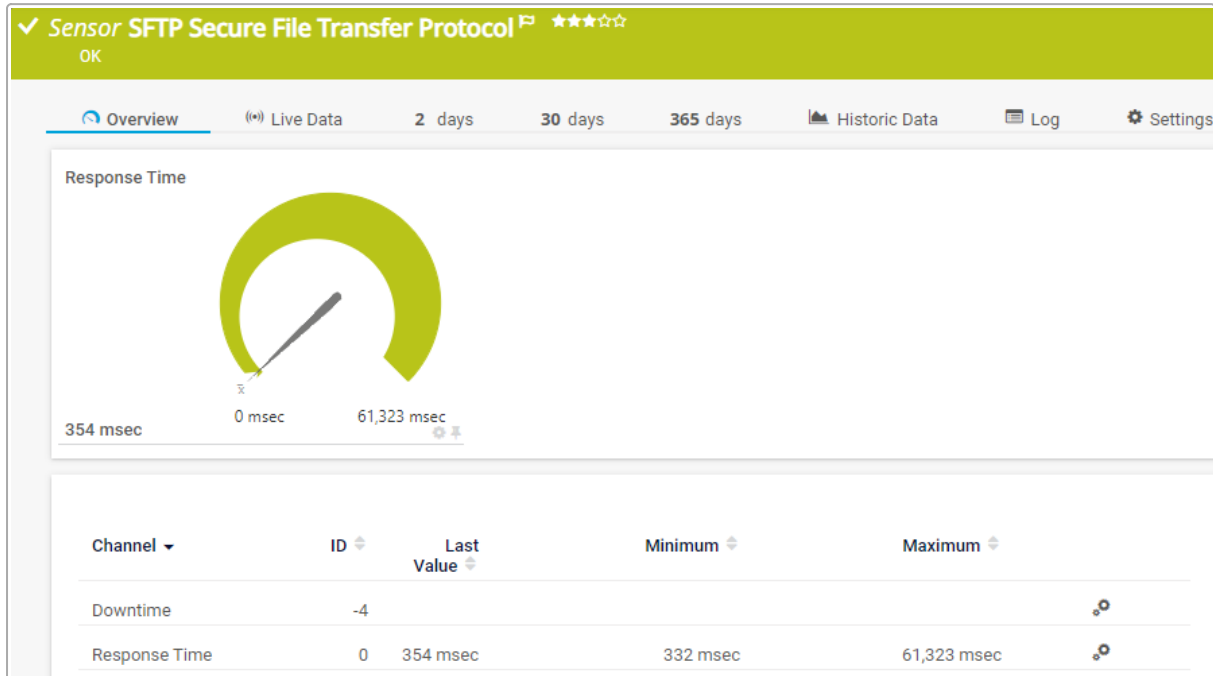 Sensor SFTP Secure File Transfer Protocol
OK
Overview Live Data 2 days 30 days 365 days Historic Data Log Settings
Response Time
x̄
0 msec 61,323 msec
354 msec
Channel ID Last Value Minimum Maximum
Downtime -4
Response Time 0 354 msec 332 msec 61,323 msec